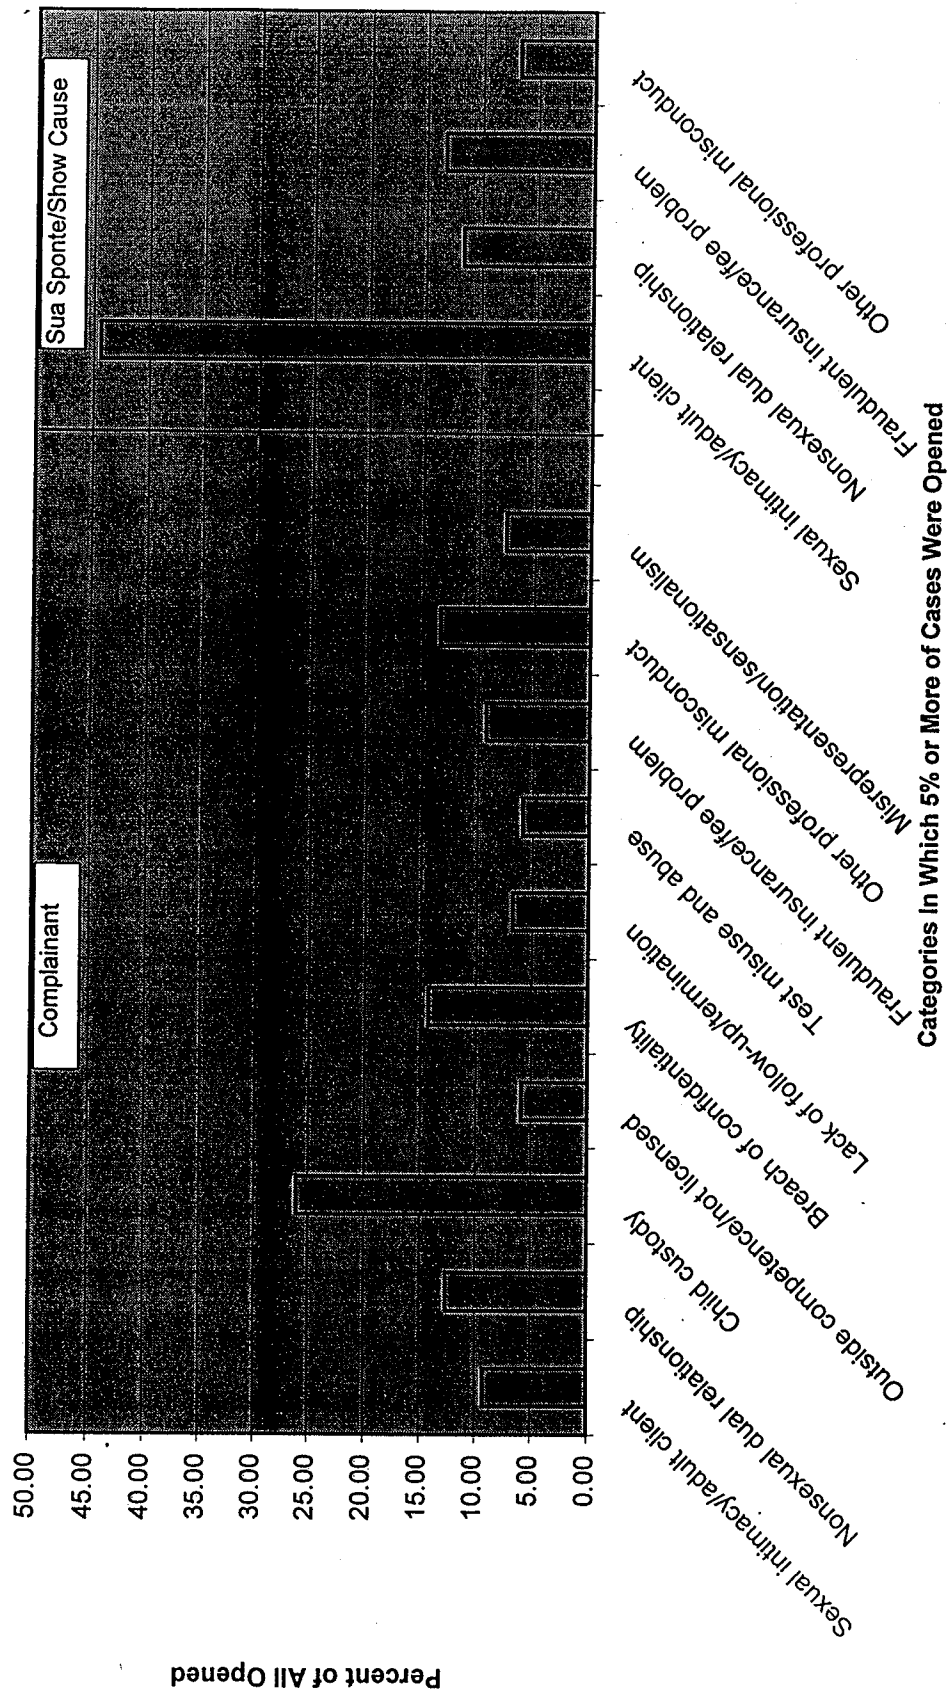 Percent of All Opened
50.00
45.00
40.00
35.00
30.00
25.00
20.00
15.00
10.00
5.00
0.00
Complainant
Sua Sponte/Show Cause
Sexual intimacy/adult client
Nonsexual dual relationship
Child custody
Outside competence/not licensed
Breach of confidentiality
Lack of follow-up/termination
Test misuse and abuse
Fraudulent insurance/fee problem
Other professional misconduct
Misrepresentation/sensationalism
Sexual intimacy/adult client
Nonsexual dual relationship
Fraudulent insurance/fee problem
Other professional misconduct
Categories In Which 5% or More of Cases Were Opened